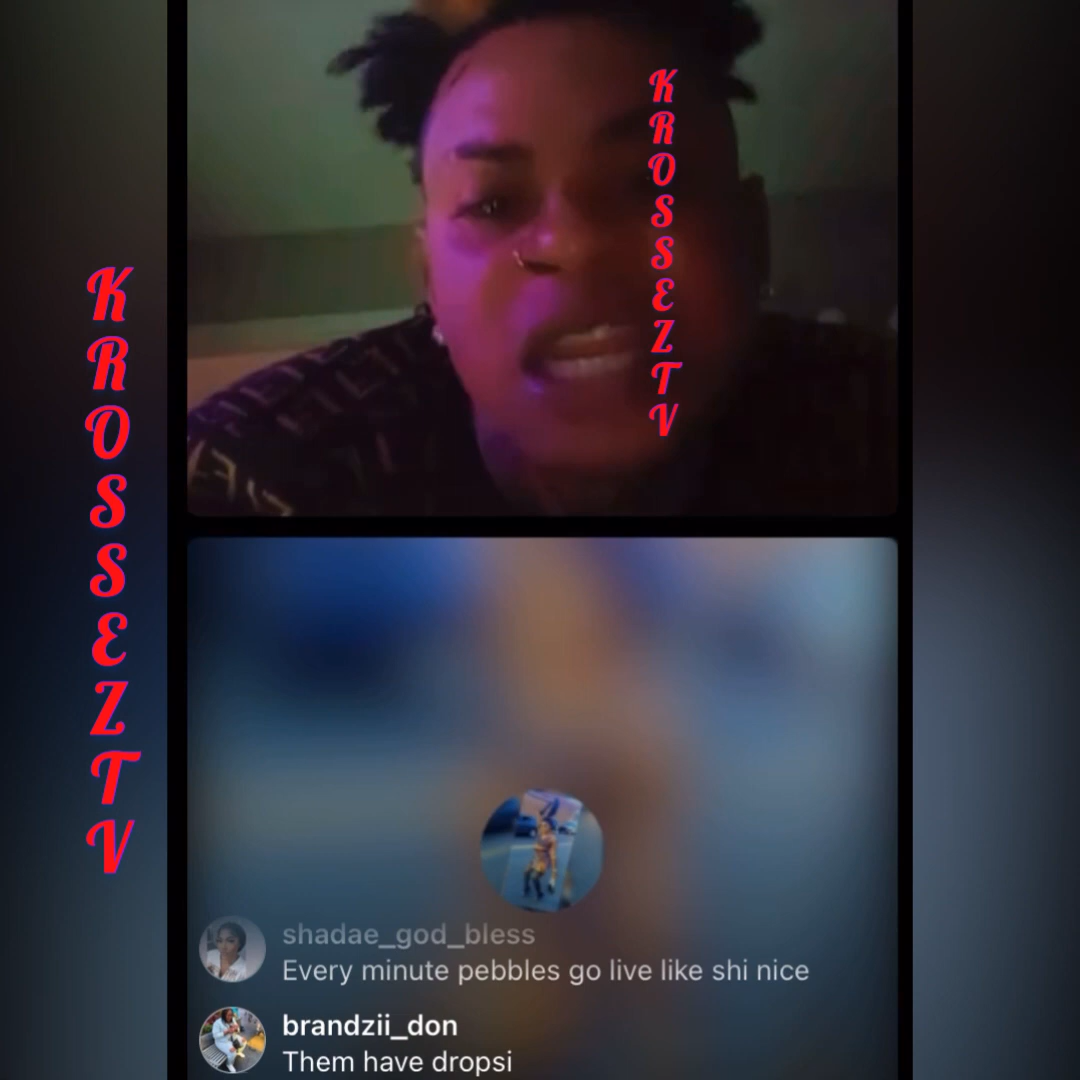 KROSSEZTV
KROSSEZTV
shadae_god_bless
Every minute pebbles go live like shi nice
brandzii_don
Them have dropsi